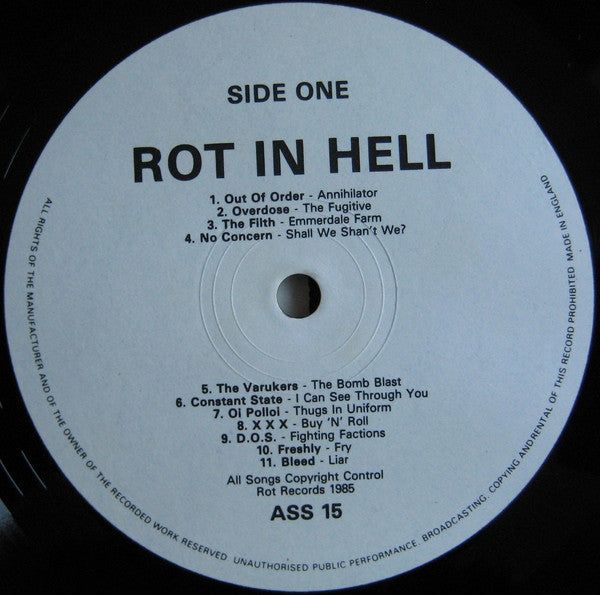 SIDE ONE
ROT IN HELL
1. Out Of Order - Annihilator
2. Overdose - The Fugitive
3. The Filth - Emmerdale Farm
4. No Concern - Shall We Shan't We?
5. The Varukers - The Bomb Blast
6. Constant State - I Can See Through You
7. Oi Polloi - Thugs In Uniform
8. X X X - Buy 'N' Roll
9. D.O.S. - Fighting Factions
10. Freshly - Fry
11. Bleed - Liar
All Songs Copyright Control
Rot Records 1985
ASS 15
ALL RIGHTS OF THE MANUFACTURER AND OF THE OWNER OF THE RECORDED WORK RESERVED. UNAUTHORISED PUBLIC PERFORMANCE. BROADCASTING. COPYING AND RENTAL OF THIS RECORD PROHIBITED MADE IN ENGLAND